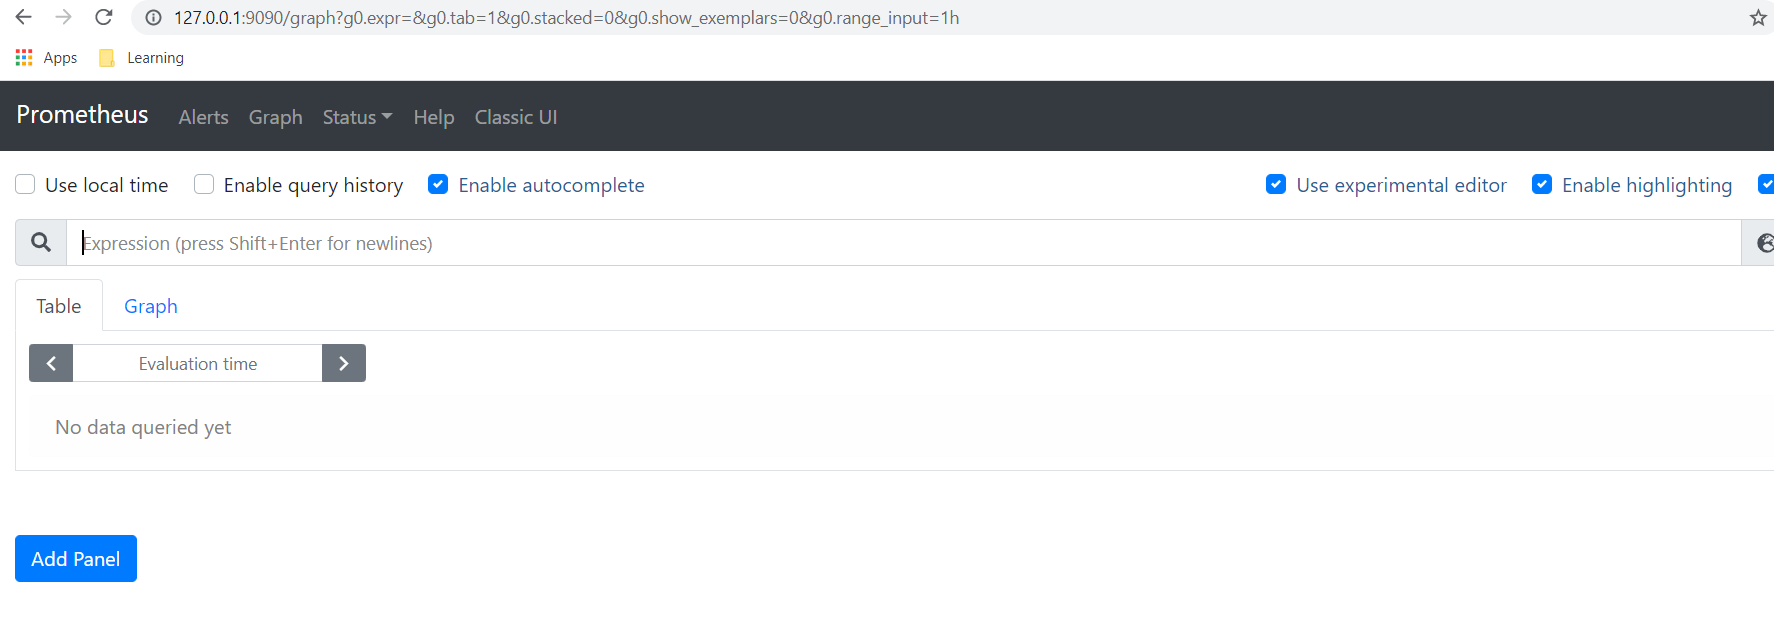 127.0.0.1:9090/graph?g0.expr=&g0.tab=1&g0.stacked=0&g0.show_exemplars=0&g0.range_input=1h
Apps Learning
Prometheus Alerts Graph Status Help Classic UI
Use local time Enable query history Enable autocomplete Use experimental editor Enable highlighting
Expression (press Shift+Enter for newlines)
Table Graph
Evaluation time
No data queried yet
Add Panel